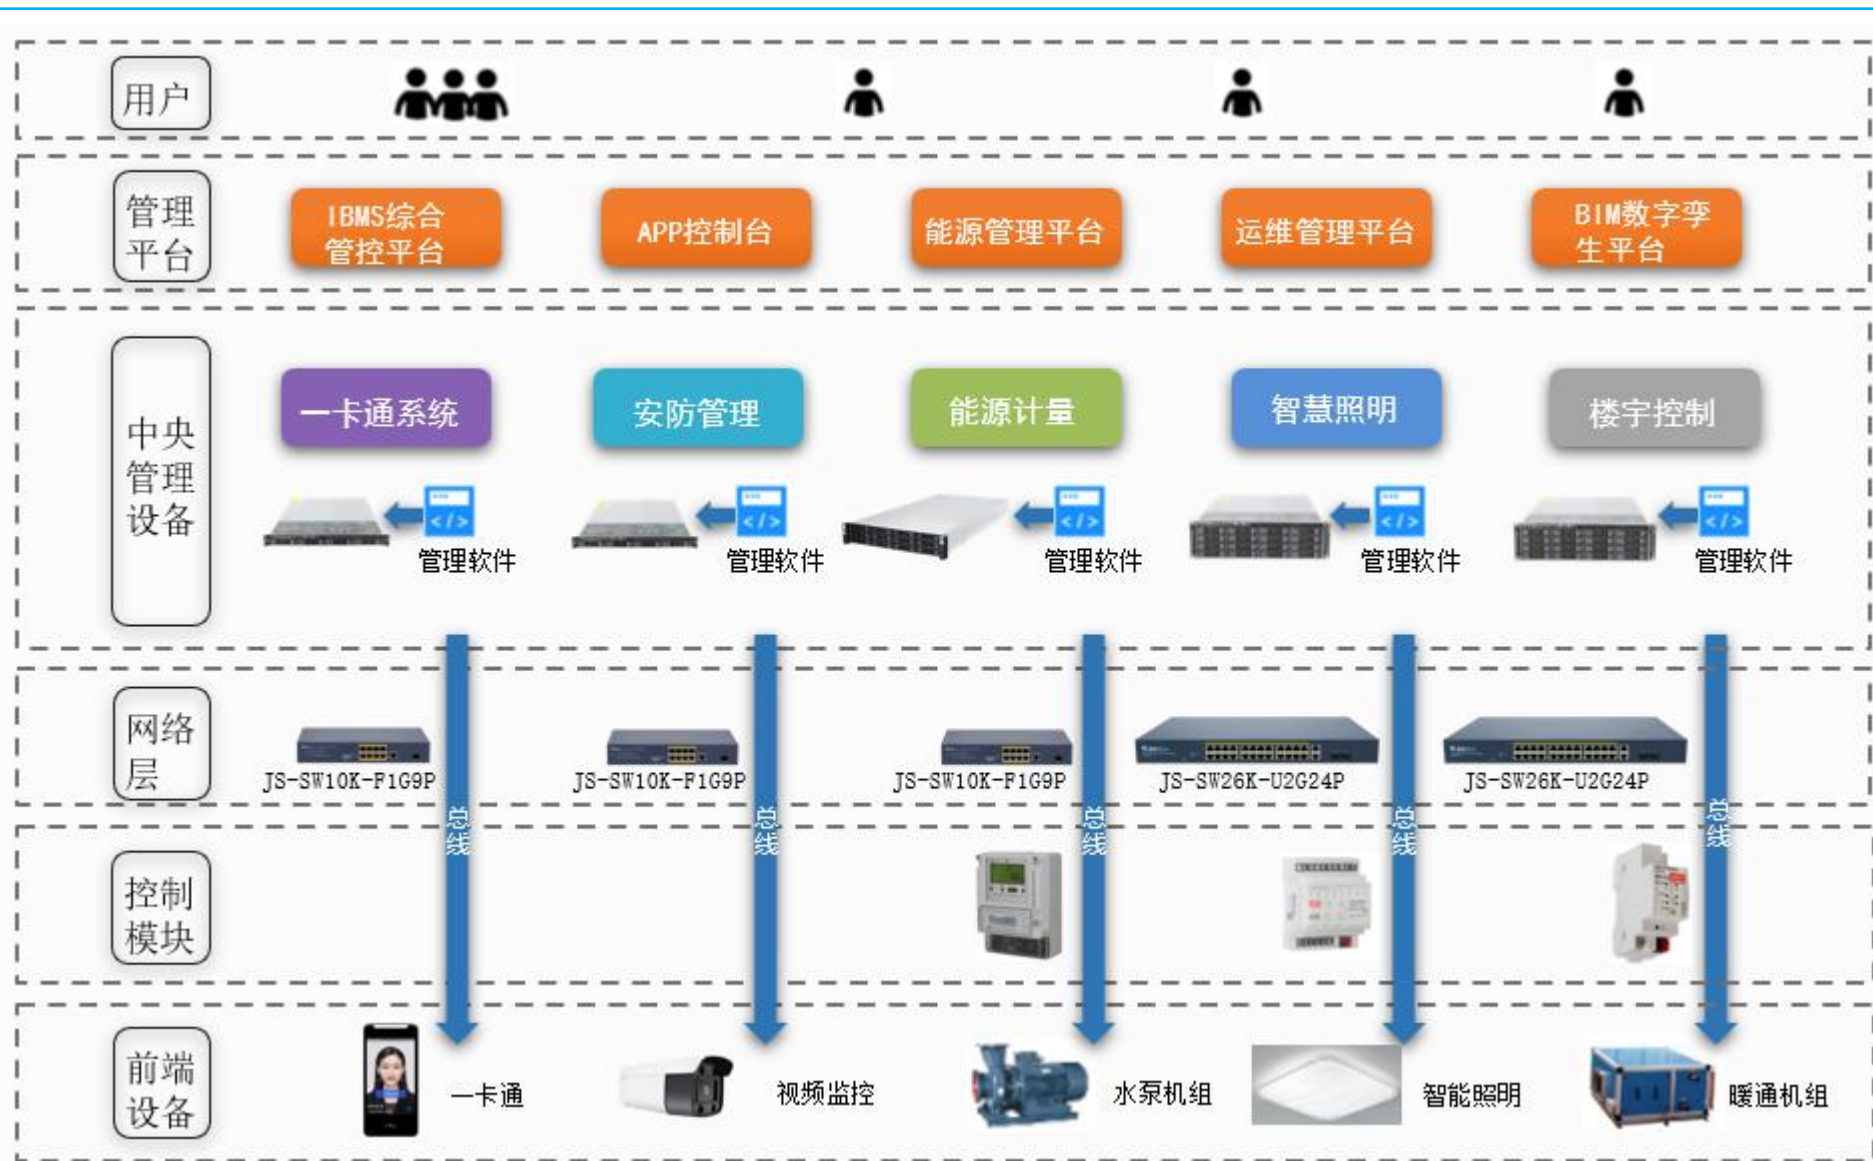 用户
管理
平台
IBMS综合
管控平台
APP控制台
能源管理平台
运维管理平台
BIM数字孪
生平台
中央
管理
设备
一卡通系统
安防管理
能源计量
智慧照明
楼宇控制
</>
</>
</>
</>
</>
管理软件
管理软件
管理软件
管理软件
管理软件
网络
层
JS-SW10K-F1G9P
JS-SW10K-F1G9P
JS-SW10K-F1G9P
JS-SW26K-U2G24P
JS-SW26K-U2G24P
总线
总线
总线
总线
总线
控制
模块
前端
设备
一卡通
视频监控
水泵机组
智能照明
暖通机组